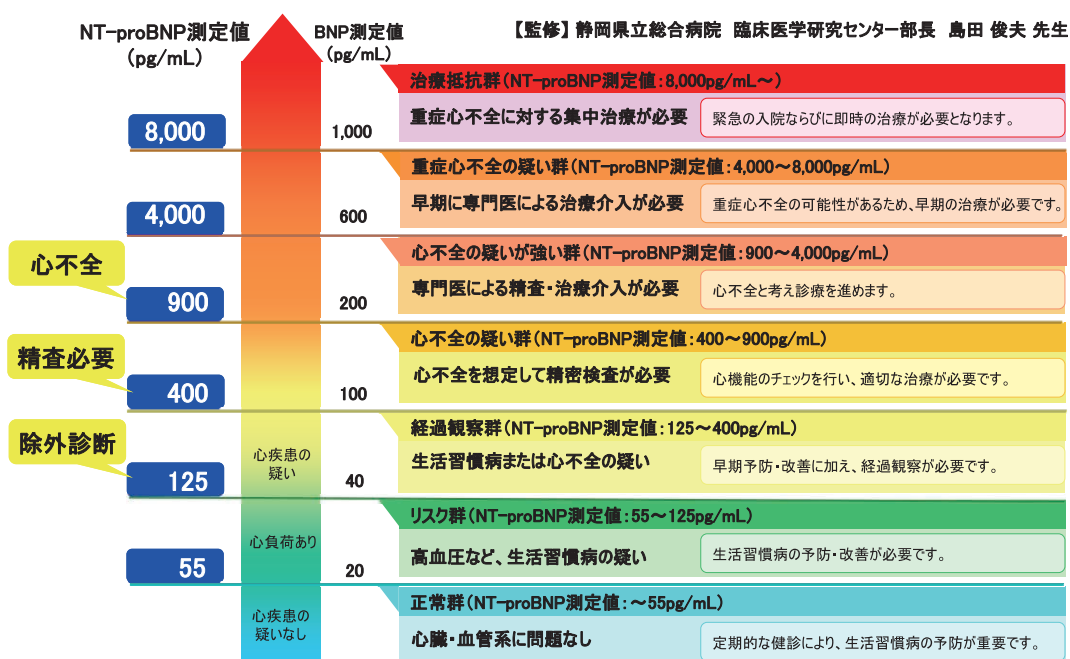 NT-proBNP測定値
(pg/mL)
BNP測定値
(pg/mL)
【監修】静岡県立総合病院 臨床医学研究センター部長 島田 俊夫 先生
治療抵抗群(NT-proBNP測定値:8,000pg/mL~)
重症心不全に対する集中治療が必要
緊急の入院ならびに即時の治療が必要となります。
8,000
1,000
重症心不全の疑い群(NT-proBNP測定値:4,000~8,000pg/mL)
早期に専門医による治療介入が必要
重症心不全の可能性があるため、早期の治療が必要です。
4,000
600
心不全の疑いが強い群(NT-proBNP測定値:900~4,000pg/mL)
専門医による精査・治療介入が必要
心不全と考え診療を進めます。
心不全
900
200
心不全の疑い群(NT-proBNP測定値:400~900pg/mL)
心不全を想定して精密検査が必要
心機能のチェックを行い、適切な治療が必要です。
精査必要
400
100
経過観察群(NT-proBNP測定値:125~400pg/mL)
生活習慣病または心不全の疑い
早期予防・改善に加え、経過観察が必要です。
除外診断
心疾患の
疑い
125
40
リスク群(NT-proBNP測定値:55~125pg/mL)
高血圧など、生活習慣病の疑い
生活習慣病の予防・改善が必要です。
心負荷あり
55
20
正常群(NT-proBNP測定値:~55pg/mL)
心臓・血管系に問題なし
定期的な健診により、生活習慣病の予防が重要です。
心疾患の
疑いなし